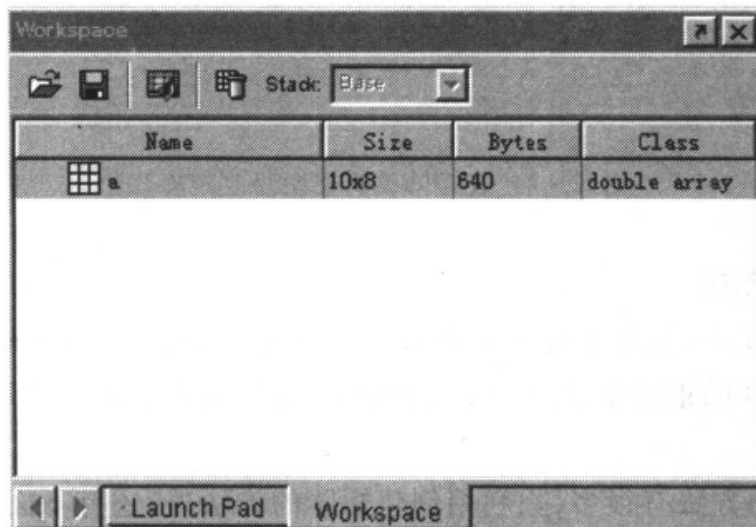 Workspace
Stack: Base
Name Size Bytes Class
a 10x8 640 double array
Launch Pad Workspace